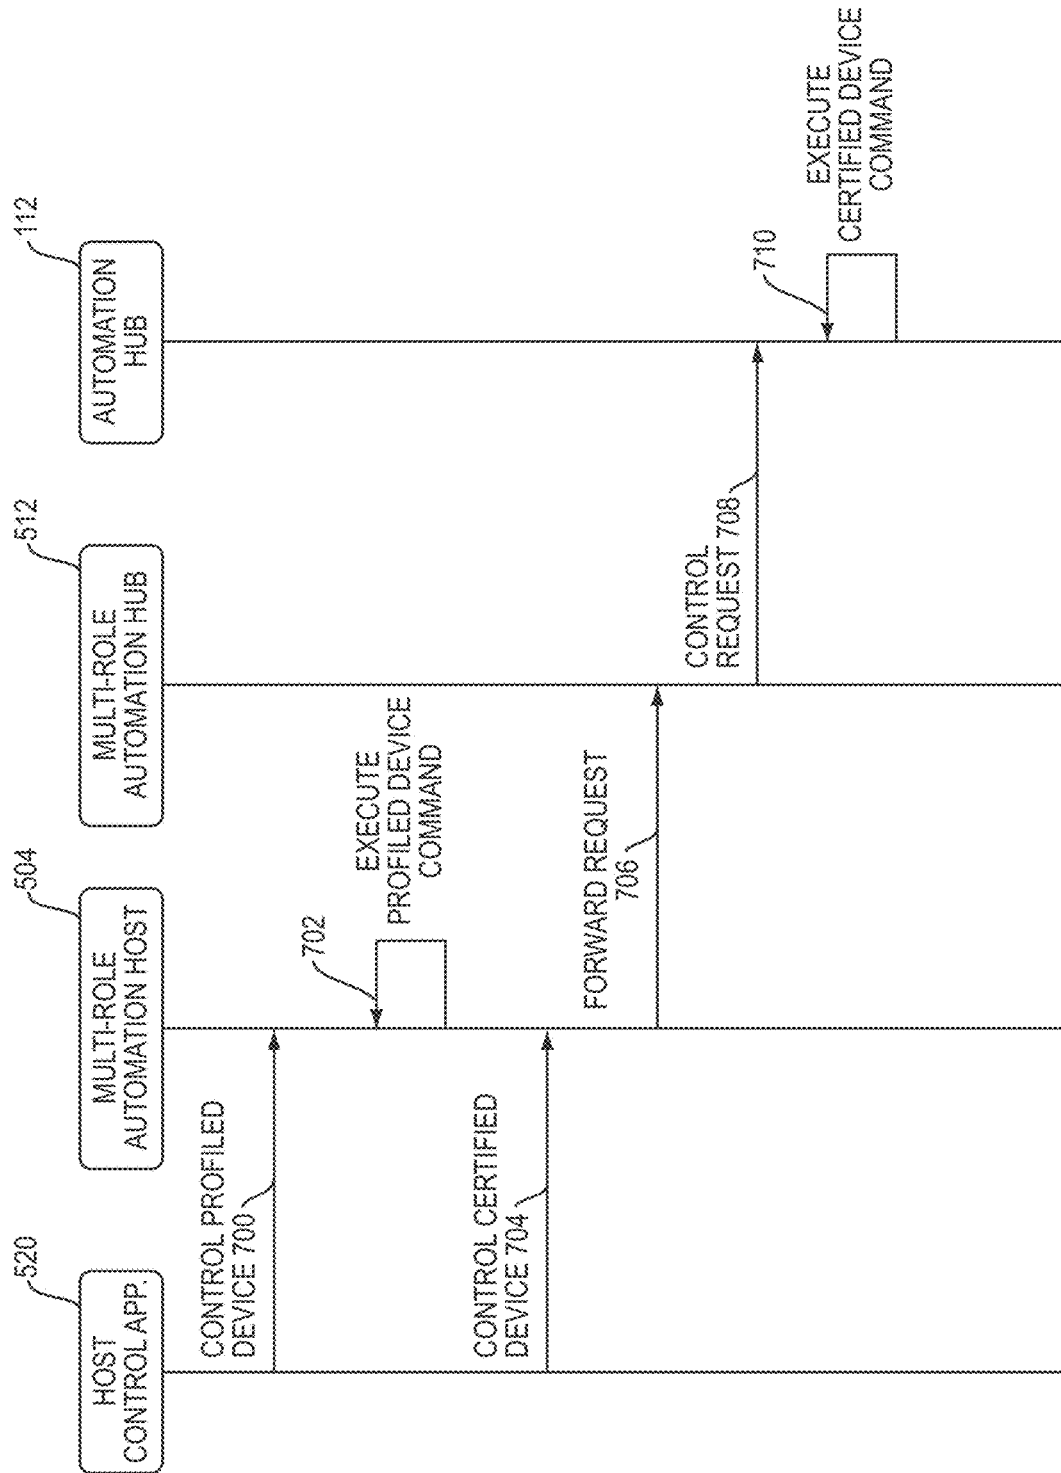 520
HOST
CONTROL APP.
504
MULTI-ROLE
AUTOMATION HOST
512
MULTI-ROLE
AUTOMATION HUB
112
AUTOMATION
HUB
CONTROL PROFILED
DEVICE 700
702
EXECUTE
PROFILED DEVICE
COMMAND
CONTROL CERTIFIED
DEVICE 704
FORWARD REQUEST
706
CONTROL
REQUEST 708
710
EXECUTE
CERTIFIED DEVICE
COMMAND